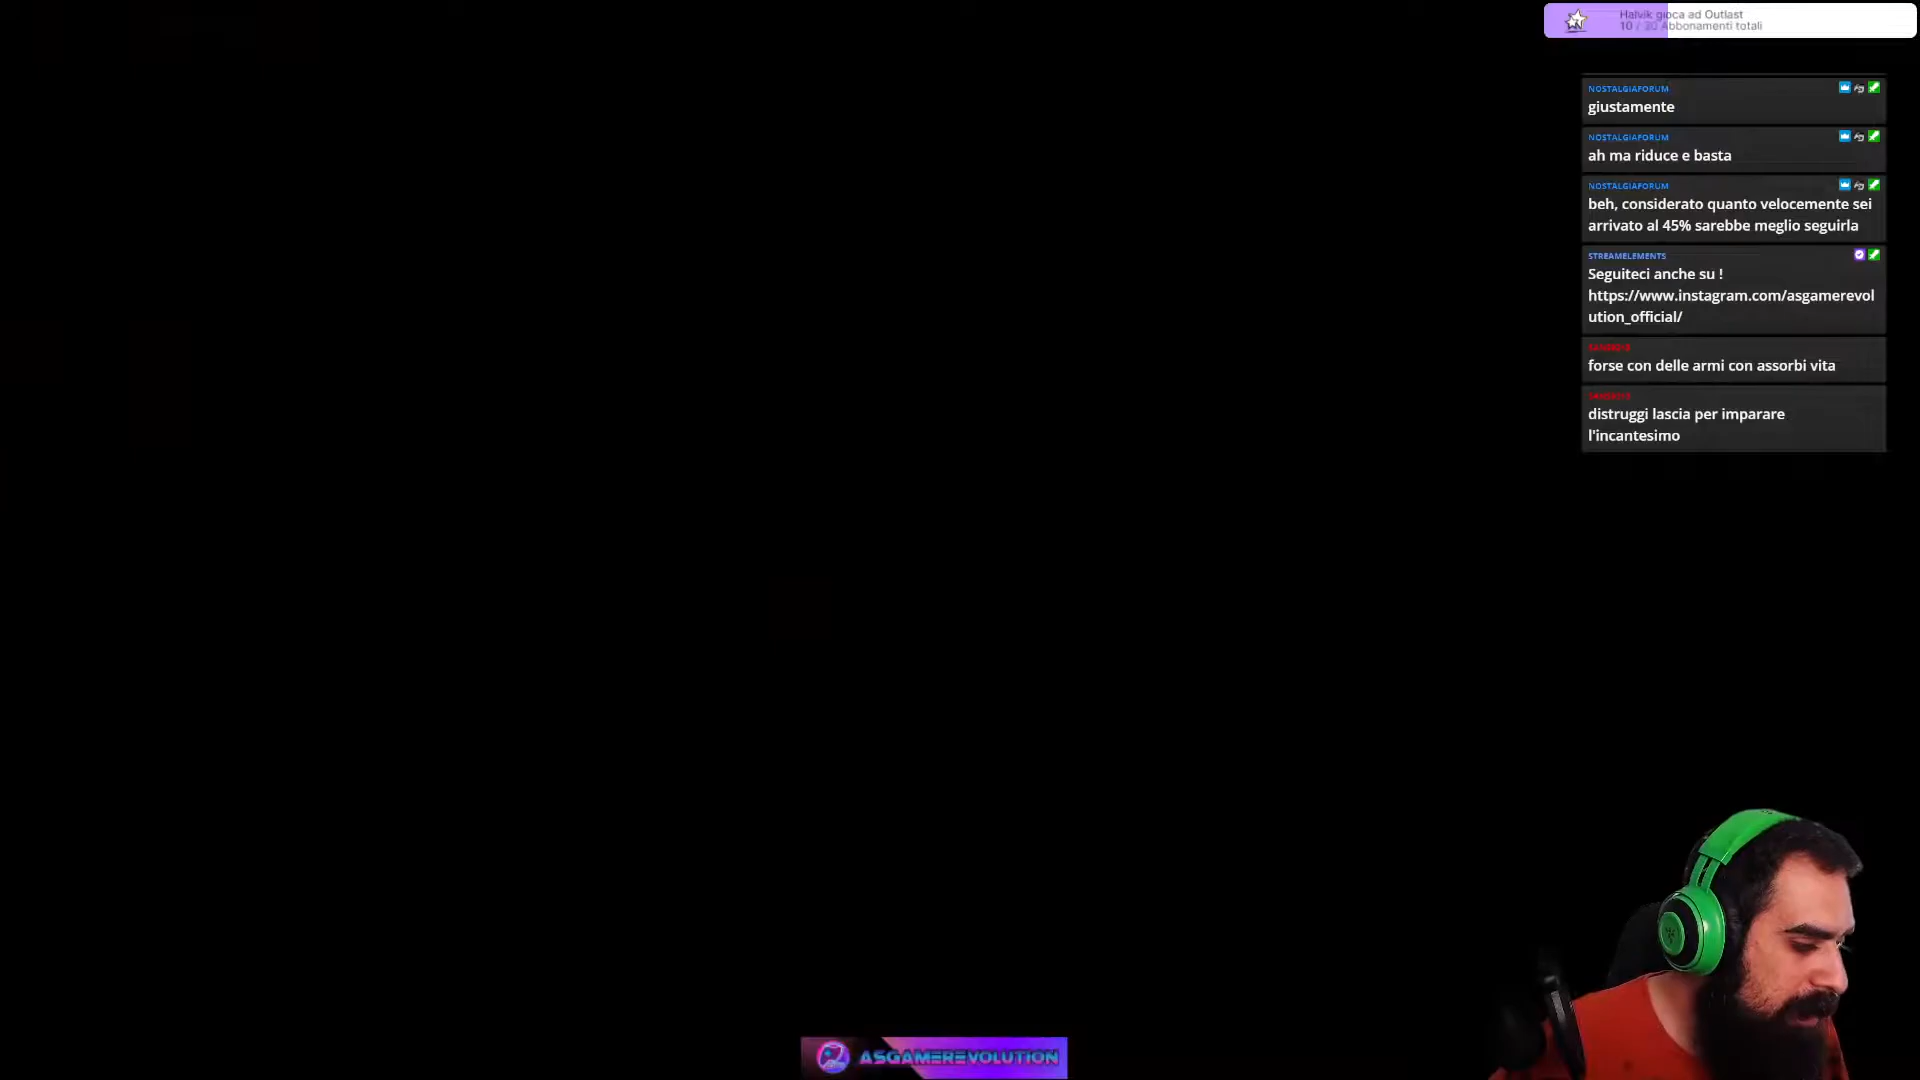 Halvik gioca ad Outlast
10 / 30 Abbonamenti totali
NOSTALGIAFORUM
giustamente
NOSTALGIAFORUM
ah ma riduce e basta
NOSTALGIAFORUM
beh, considerato quanto velocemente sei
arrivato al 45% sarebbe meglio seguirla
STREAMELEMENTS
Seguiteci anche su !
https://www.instagram.com/asgamerevol
ution_official/
forse con delle armi con assorbi vita
distruggi lascia per imparare
l'incantesimo
ASGAMEREVOLUTION